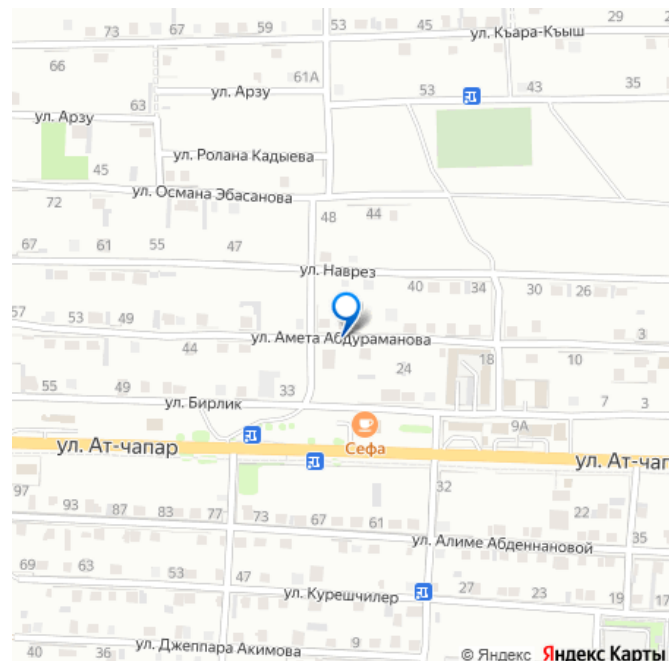 73 67 59 53 45 29
ул. Къара-Къыш
66 61А 53 43 35
ул. Арзу
63
ул. Арзу
ул. Ролана Кадыева
45
ул. Османа Эбасанова
72 48 44
67 61 55 47
ул. Наврез
40 34 30 26
57 53 49
ул. Амета Абдураманова
3
44 24 18 10
55 49 33
ул. Бирлик
7 3
9А
ул. Ат-чапар
Сефа
ул. Ат-чап
97 93 87 83 77 73 67 61 32 22
35
ул. Алиме Абденнановой
69 63 53 47
ул. Курешчилер
27 23 19 17
ул. Джеппара Акимова
40 36 9
© Яндекс Яндекс Карты